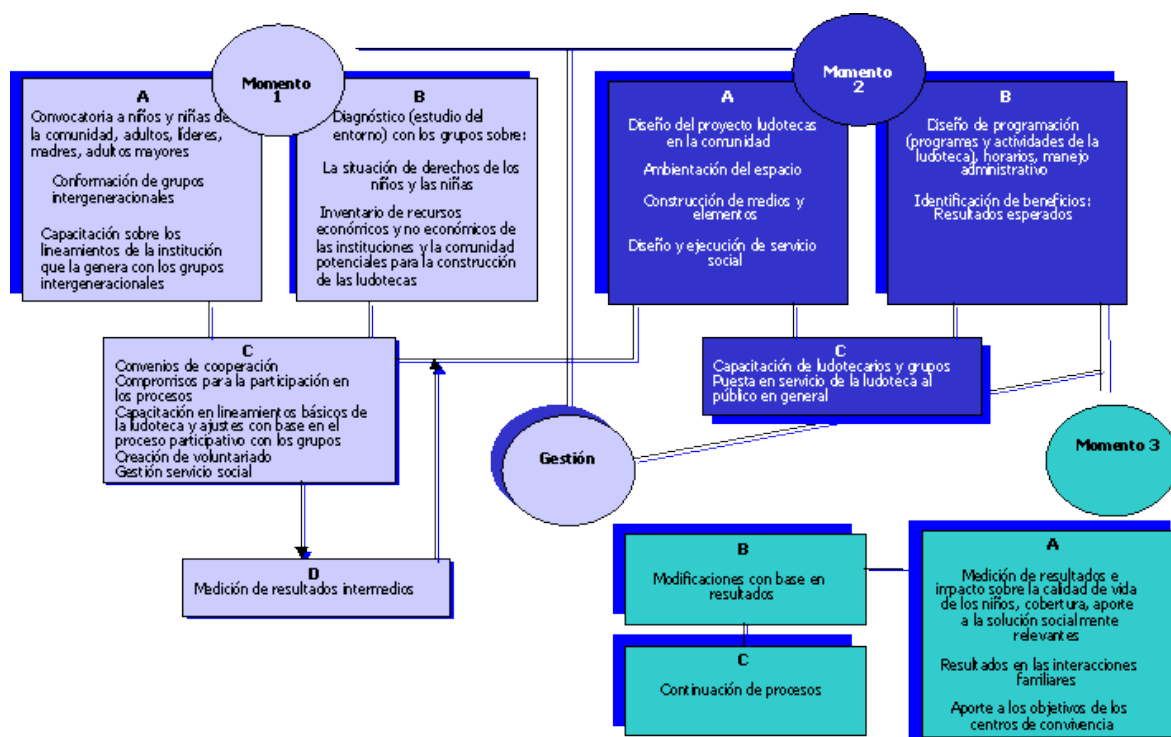 Momento
1
A
Convocatoria a niños y niñas de
la comunidad, adultos, líderes,
madres, adultos mayores
Conformación de grupos
intergeneracionales
Capacitación sobre los
lineamientos de la institución
que la genera con los grupos
intergeneracionales
B
Diagnóstico (estudio del
entorno) con los grupos sobre:
La situación de derechos de los
niños y las niñas
Inventario de recursos
económicos y no económicos de
las instituciones y la comunidad
potenciales para la construcción
de las ludotecas
C
Convenios de cooperación
Compromisos para la participación en
los procesos
Capacitación en lineamientos básicos de
la ludoteca y ajustes con base en el
proceso participativo con los grupos
Creación de voluntariado
Gestión servicio social
D
Medición de resultados intermedios
Momento
2
A
Diseño del proyecto ludotecas
en la comunidad
Ambientación del espacio
Construcción de medios y
elementos
Diseño y ejecución de servicio
social
B
Diseño de programación
(programas y actividades de la
ludoteca), horarios, manejo
administrativo
Identificación de beneficios:
Resultados esperados
C
Capacitación de ludotecarios y grupos
Puesta en servicio de la ludoteca al
público en general
Gestión
Momento 3
A
Medición de resultados e
impacto sobre la calidad de vida
de los niños, cobertura, aporte
a la solución socialmente
relevantes
Resultados en las interacciones
familiares
Aporte a los objetivos de los
centros de convivencia
B
Modificaciones con base en
resultados
C
Continuación de procesos